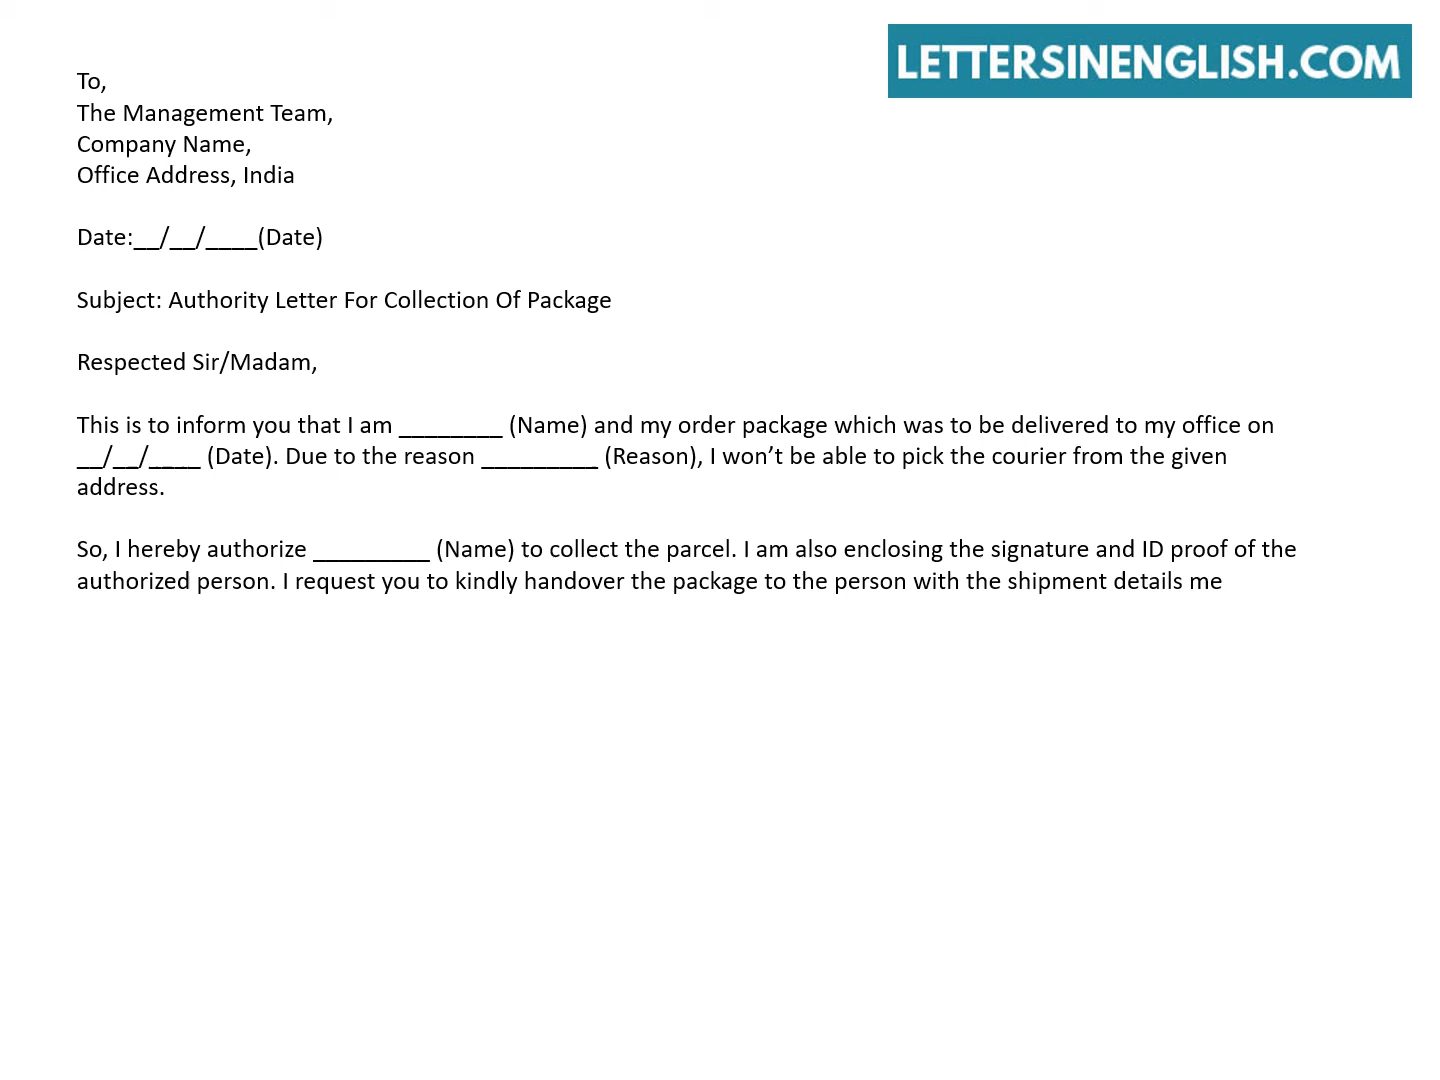 LETTERSINENGLISH.COM
To,
The Management Team,
Company Name,
Office Address, India
Date:__/__/____(Date)
Subject: Authority Letter For Collection Of Package
Respected Sir/Madam,
This is to inform you that I am ________ (Name) and my order package which was to be delivered to my office on
__/__/____ (Date). Due to the reason _________ (Reason), I won’t be able to pick the courier from the given
address.
So, I hereby authorize _________ (Name) to collect the parcel. I am also enclosing the signature and ID proof of the
authorized person. I request you to kindly handover the package to the person with the shipment details me